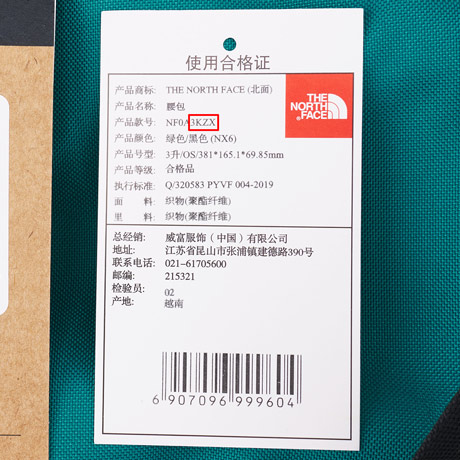 使用合格证
产品商标: THE NORTH FACE (北面)
产品名称: 腰包
产品款号: NF0A3KZX
产品颜色: 绿色/黑色 (NX6)
产品号型: 3升/OS/381*165.1*69.85mm
产品等级: 合格品
执行标准: Q/320583 PYVF 004-2019
面 料: 织物(聚酯纤维)
里 料: 织物(聚酯纤维)
THE
NORTH
FACE
总经销: 威富服饰(中国)有限公司
地址: 江苏省昆山市张浦镇建德路390号
联系电话: 021-61705600
邮编: 215321
检验员: 02
产地: 越南
6 907096 999604